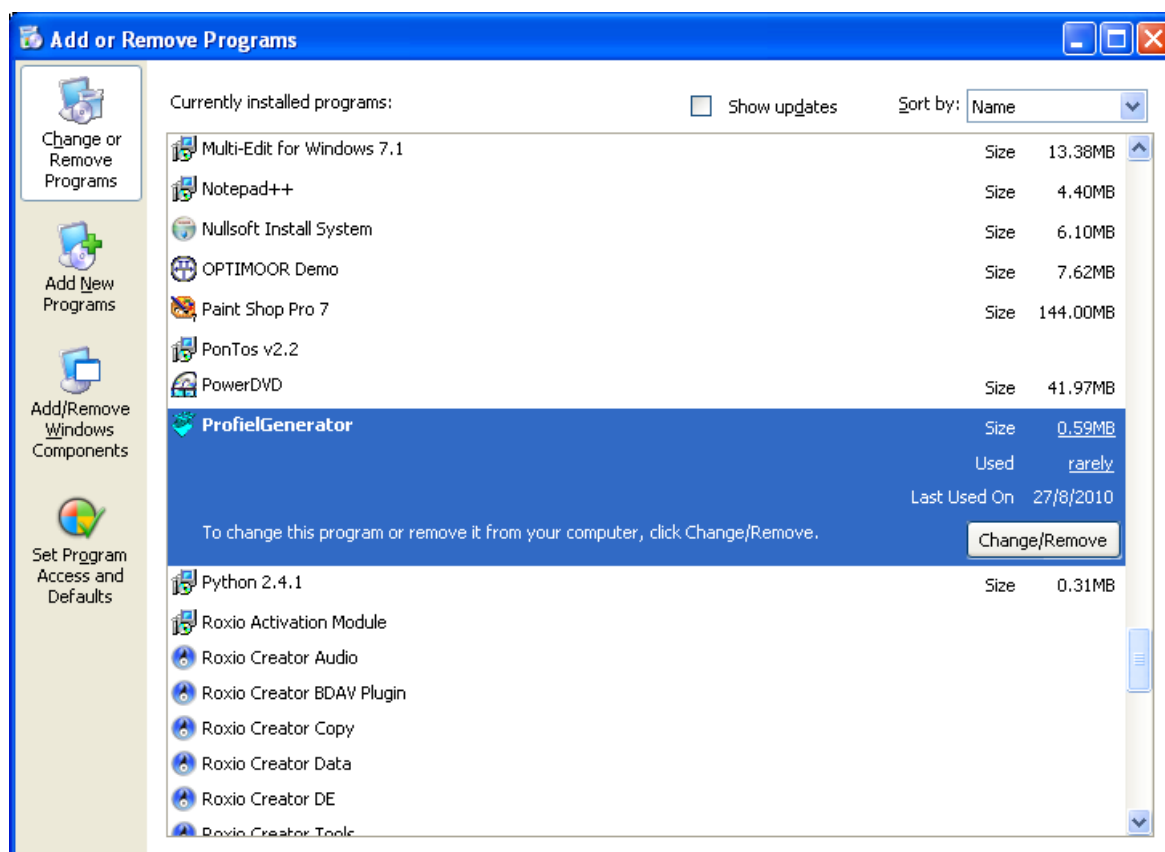 Add or Remove Programs
Change or
Remove
Programs
Add New
Programs
Add/Remove
Windows
Components
Set Program
Access and
Defaults
Currently installed programs: Show updates Sort by: Name
Multi-Edit for Windows 7.1 Size 13.38MB
Notepad++ Size 4.40MB
Nullsoft Install System Size 6.10MB
OPTIMOOR Demo Size 7.62MB
Paint Shop Pro 7 Size 144.00MB
PonTos v2.2
PowerDVD Size 41.97MB
ProfielGenerator Size 0.59MB
Used rarely
Last Used On 27/8/2010
To change this program or remove it from your computer, click Change/Remove. Change/Remove
Python 2.4.1 Size 0.31MB
Roxio Activation Module
Roxio Creator Audio
Roxio Creator BDAV Plugin
Roxio Creator Copy
Roxio Creator Data
Roxio Creator DE
Roxio Creator Tools